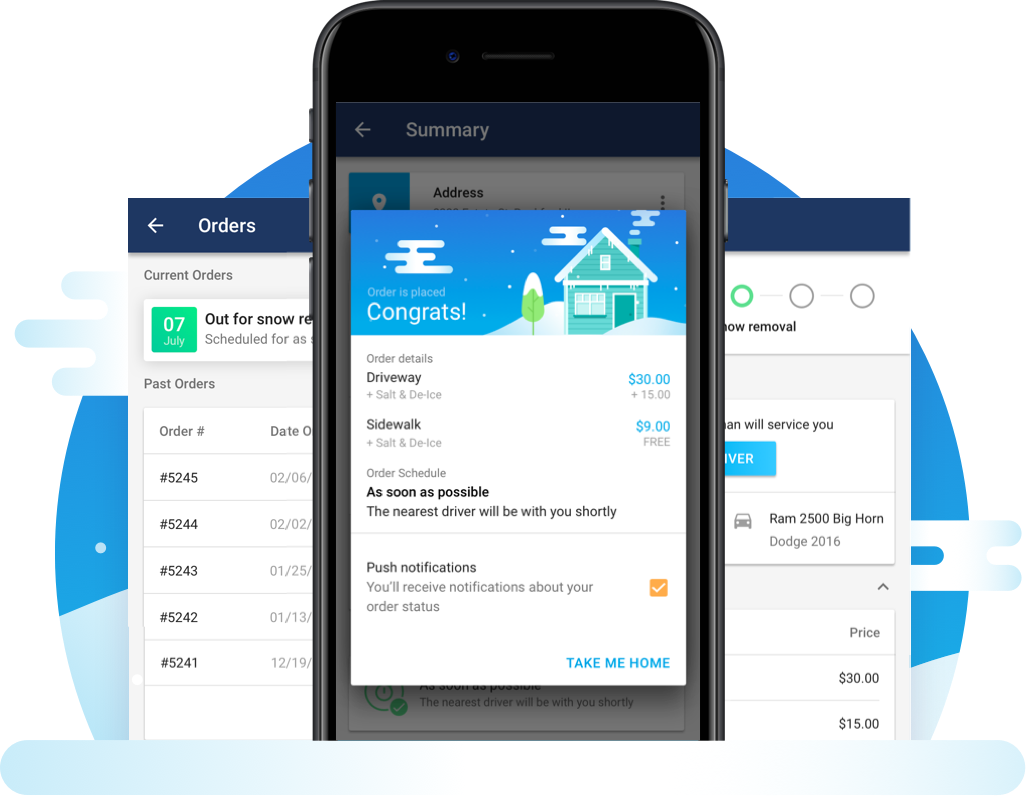 Summary
Address
Orders
Current Orders
07
July
Out for snow
Scheduled for as
Past Orders
Order #
Date
#5245
02/06/
#5244
02/02/
#5243
01/25/
#5242
01/13/
#5241
12/19/
Order is placed
Congrats!
Order details
Driveway
$30.00
+ Salt & De-Ice
+ 15.00
Sidewalk
$9.00
+ Salt & De-Ice
FREE
Order Schedule
As soon as possible
The nearest driver will be with you shortly
Push notifications
You'll receive notifications about your
order status
TAKE ME HOME
As soon as possible
The nearest driver will be with you shortly
removal
will service you
Ram 2500 Big Horn
Dodge 2016
Price
$30.00
$15.00